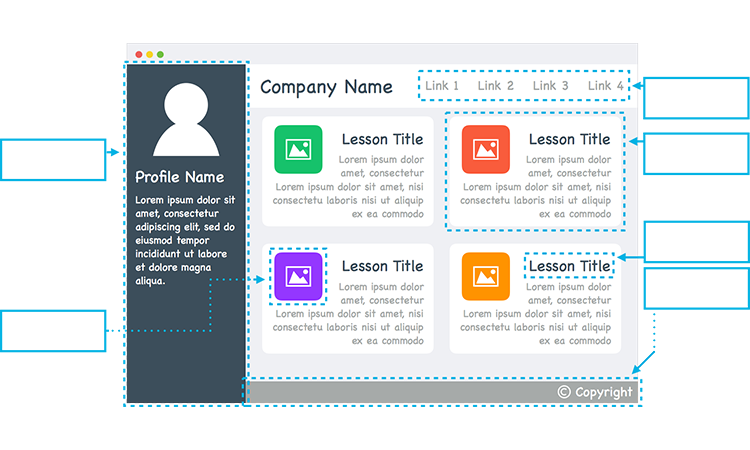 Company Name
Link 1 Link 2 Link 3 Link 4
Profile Name
Lorem ipsum dolor sit
amet, consectetur
adipiscing elit, sed do
eiusmod tempor
incididunt ut labore
et dolore magna
aliqua.
Lesson Title
Lorem ipsum dolor
amet, consectetur
Lorem ipsum dolor sit amet, nisi
consectetu laboris nisi ut aliquip
ex ea commodo
Lesson Title
Lorem ipsum dolor
amet, consectetur
Lorem ipsum dolor sit amet, nisi
consectetu laboris nisi ut aliquip
ex ea commodo
Lesson Title
Lorem ipsum dolor
amet, consectetur
Lorem ipsum dolor sit amet, nisi
consectetu laboris nisi ut aliquip
ex ea commodo
Lesson Title
Lorem ipsum dolor
amet, consectetur
Lorem ipsum dolor sit amet, nisi
consectetu laboris nisi ut aliquip
ex ea commodo
© Copyright